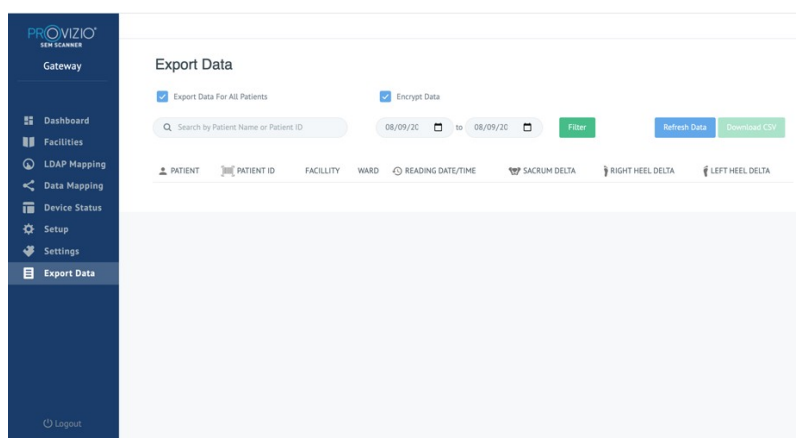 PROVIZIO®
SEM SCANNER
Gateway
Dashboard
Facilities
LDAP Mapping
Data Mapping
Device Status
Setup
Settings
Export Data
Logout
Export Data
Export Data For All Patients
Encrypt Data
Search by Patient Name or Patient ID
08/09/20 to 08/09/20
Filter
Refresh Data
Download CSV
PATIENT PATIENT ID FACILLITY WARD READING DATE/TIME SACRUM DELTA RIGHT HEEL DELTA LEFT HEEL DELTA